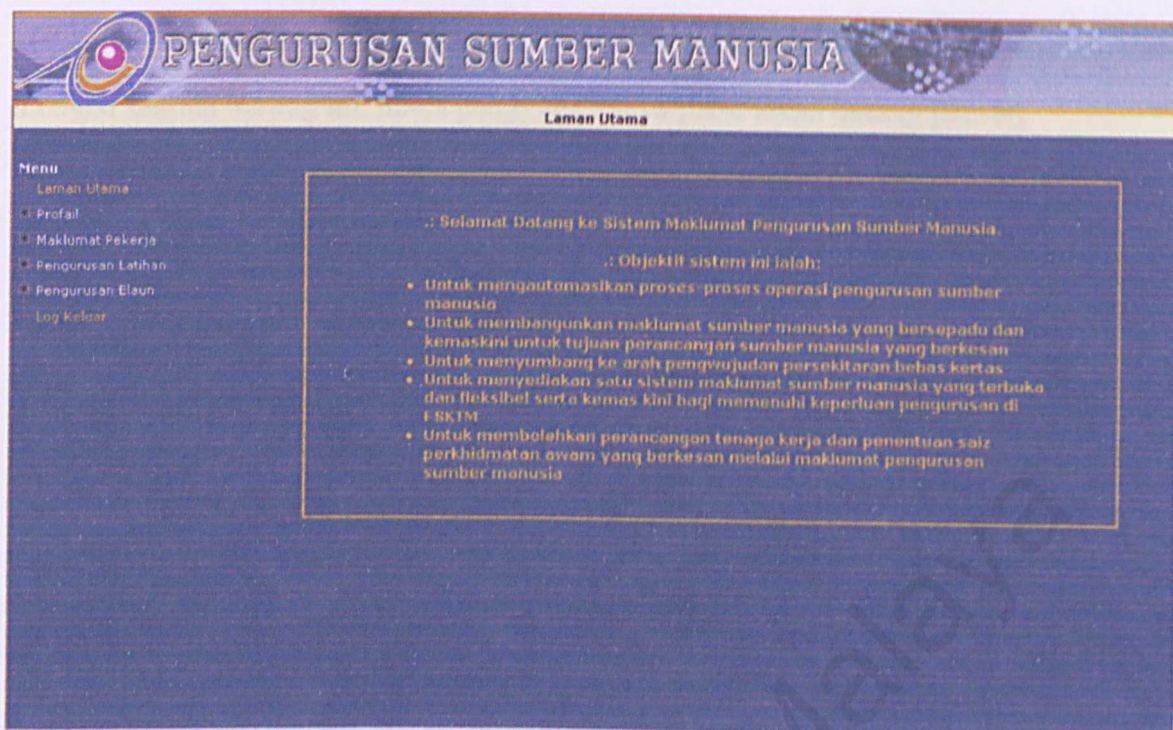 PENGURUSAN SUMBER MANUSIA
Laman Utama
Menu
Laman Utama
Profail
Maklumat Pekerja
Pengurusan Latihan
Pengurusan Elaun
Log Keluar
.: Selamat Datang ke Sistem Maklumat Pengurusan Sumber Manusia.
.: Objektif sistem ini ialah:
• Untuk mengautomasikan proses-proses operasi pengurusan sumber
manusia
• Untuk membangunkan maklumat sumber manusia yang bersepadu dan
kemaskini untuk tujuan perancangan sumber manusia yang berkesan
• Untuk menyumbang ke arah pengwujudan persekitaran bebas kertas
• Untuk menyediakan satu sistem maklumat sumber manusia yang terbuka
dan fleksibel serta kemas kini bagi memenuhi keperluan pengurusan di
FSKTM
• Untuk membolehkan perancangan tenaga kerja dan penentuan saiz
perkhidmatan awam yang berkesan melalui maklumat pengurusan
sumber manusia
Malaya